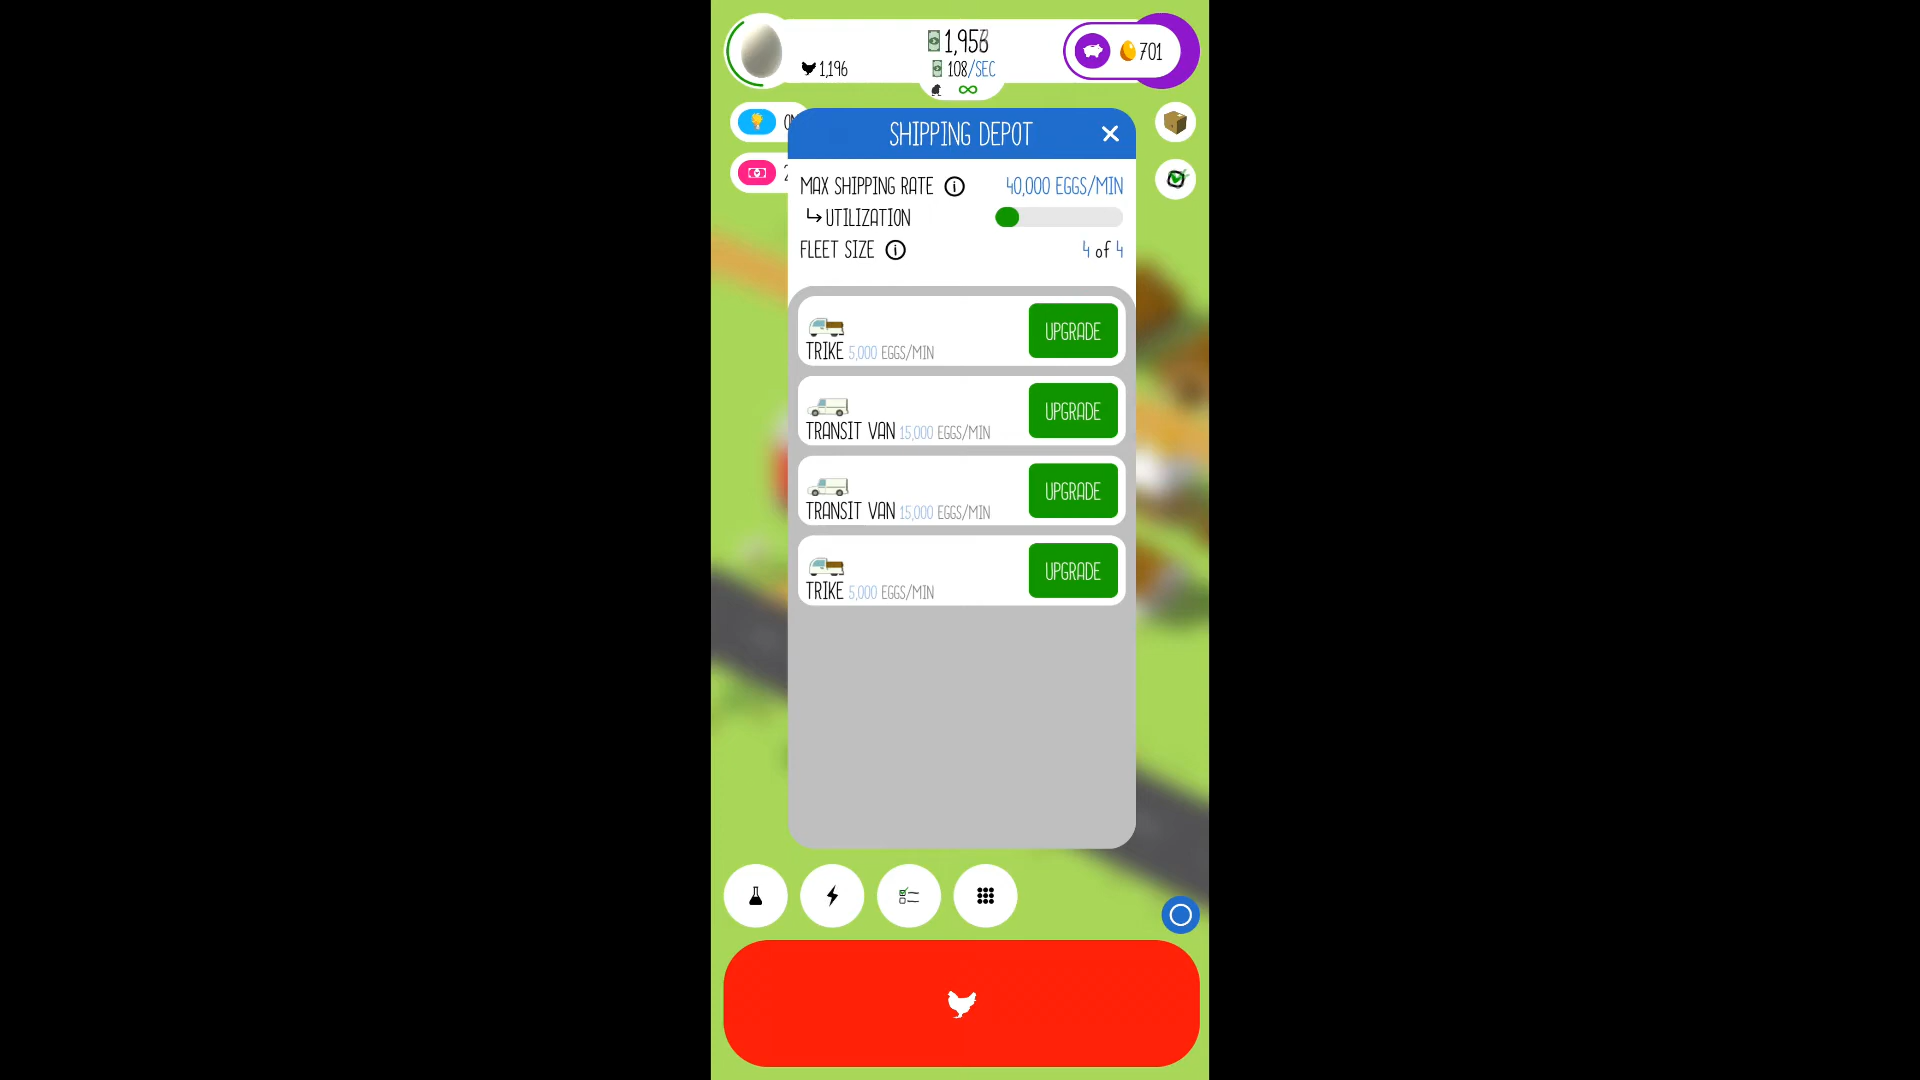 1,196
108/SEC
701
SHIPPING DEPOT
MAX SHIPPING RATE 40,000 EGGS/MIN
UTILIZATION
FLEET SIZE 4 of 4
TRIKE 5,000 EGGS/MIN UPGRADE
TRANSIT VAN 15,000 EGGS/MIN UPGRADE
TRANSIT VAN 15,000 EGGS/MIN UPGRADE
TRIKE 5,000 EGGS/MIN UPGRADE